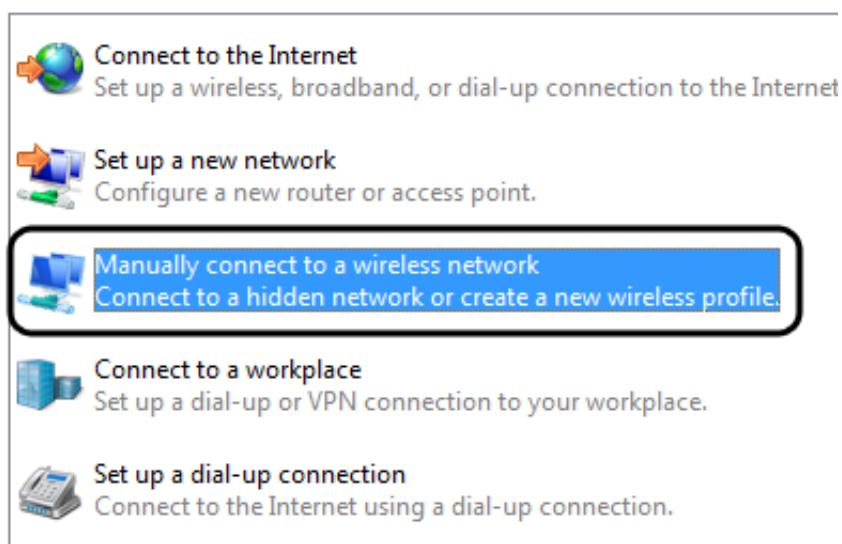 Connect to the Internet
Set up a wireless, broadband, or dial-up connection to the Internet
Set up a new network
Configure a new router or access point.
Manually connect to a wireless network
Connect to a hidden network or create a new wireless profile.
Connect to a workplace
Set up a dial-up or VPN connection to your workplace.
Set up a dial-up connection
Connect to the Internet using a dial-up connection.